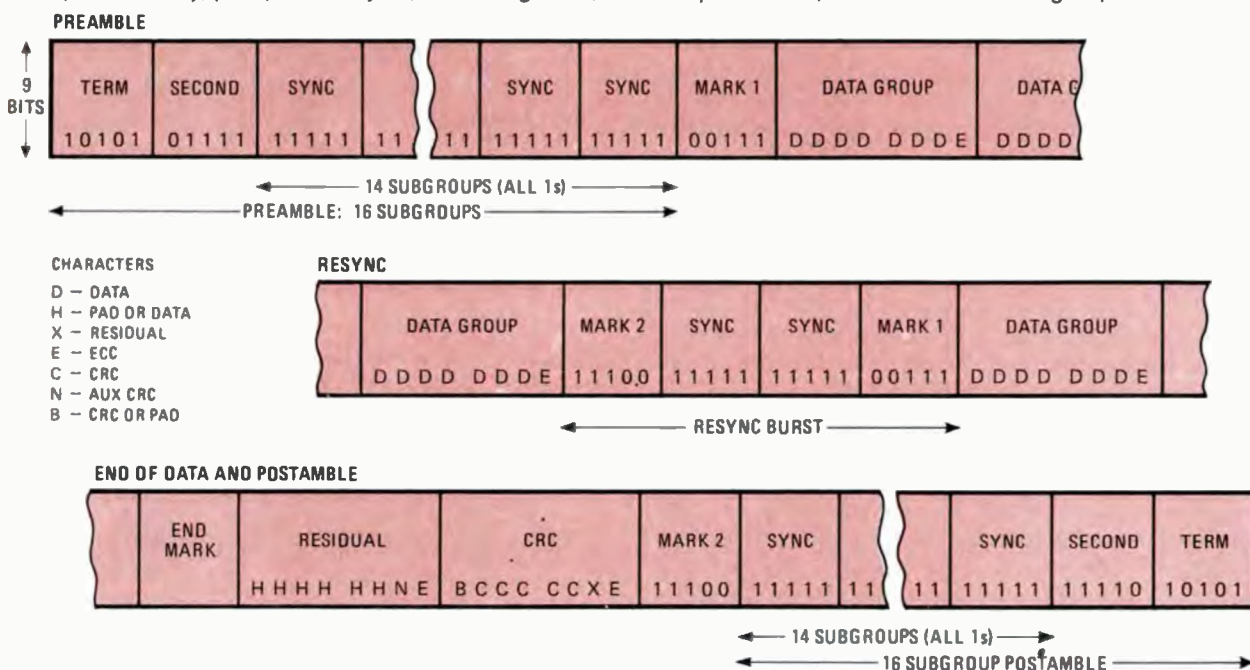 PREAMBLE
9 BITS
TERM SECOND SYNC SYNC SYNC MARK 1 DATA GROUP DATA G
10101 01111 11111 11 11 11111 11111 00111 DDDD DDDE DDDD
14 SUBGROUPS (ALL 1s)
PREAMBLE: 16 SUBGROUPS
CHARACTERS
D – DATA
H – PAD OR DATA
X – RESIDUAL
E – ECC
C – CRC
N – AUX CRC
B – CRC OR PAD
RESYNC
DATA GROUP MARK 2 SYNC SYNC MARK 1 DATA GROUP
DDDD DDDE 11100 11111 11111 00111 DDDD DDDE
RESYNC BURST
END OF DATA AND POSTAMBLE
END MARK RESIDUAL CRC MARK 2 SYNC SYNC SECOND TERM
HHHH HHNE BCCC CCXE 11100 11111 11 11 11111 11110 10101
14 SUBGROUPS (ALL 1s)
16 SUBGROUP POSTAMBLE